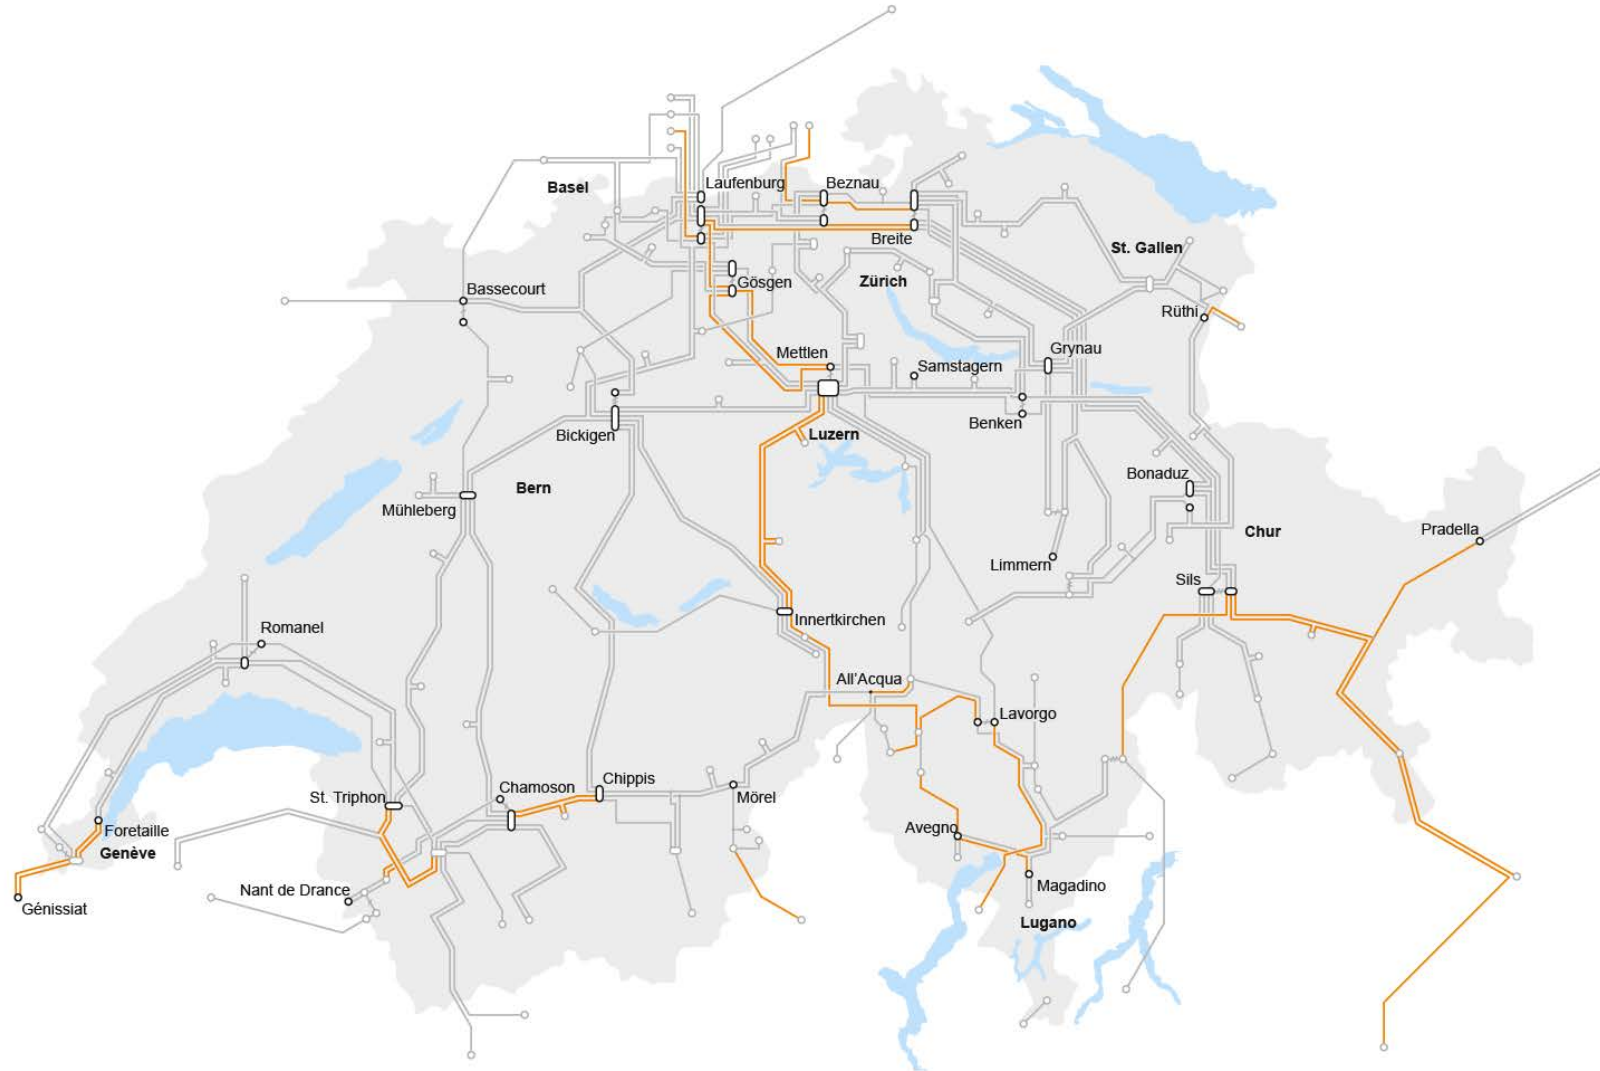 Laufenburg
Beznau
Basel
Breite
St. Gallen
Zürich
Gösgen
Bassecourt
Rüthi
Mettlen
Grynau
Samstagern
Benken
Luzern
Bickigen
Bonaduz
Bern
Mühleberg
Chur
Pradella
Limmern
Sils
Innertkirchen
Romanel
All'Acqua
Lavorgo
Chippis
Chamoson
St. Triphon
Mörel
Foretaille
Avegno
Genève
Magadino
Nant de Drance
Génissiat
Lugano